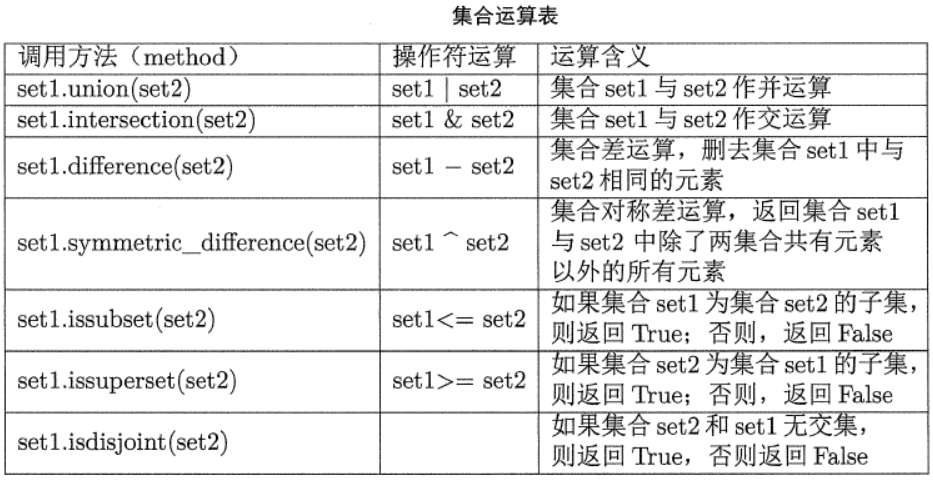 集合运算表
调用方法（method） 操作符运算 运算含义
set1.union(set2) set1 | set2 集合 set1 与 set2 作并运算
set1.intersection(set2) set1 & set2 集合 set1 与 set2 作交运算
set1.difference(set2) set1 − set2 集合差运算，删去集合 set1 中与
set2 相同的元素
set1.symmetric_difference(set2) set1 ^ set2 集合对称差运算，返回集合 set1
与 set2 中除了两集合共有元素
以外的所有元素
set1.issubset(set2) set1<= set2 如果集合 set1 为集合 set2 的子集，
则返回 True；否则，返回 False
set1.issuperset(set2) set1>= set2 如果集合 set2 为集合 set1 的子集，
则返回 True；否则，返回 False
set1.isdisjoint(set2) 如果集合 set2 和 set1 无交集，
则返回 True，否则返回 False